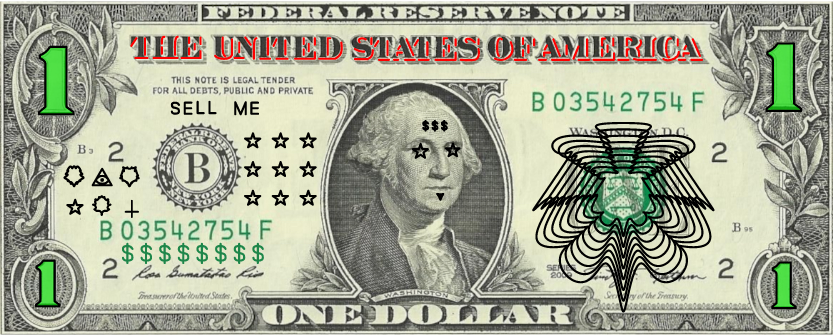 FEDERAL RESERVE NOTE
THE UNITED STATES OF AMERICA
1
1
THIS NOTE IS LEGAL TENDER
FOR ALL DEBTS, PUBLIC AND PRIVATE
SELL ME
B 03542754 F
$$$
WASHINGTON, D.C.
B3
2
2
B
B 03542754 F
B 95
$$$$$$$$
2
2
SERIES
Treasurer of the United States.
Secretary of the Treasury.
1
WASHINGTON
1
ONE DOLLAR